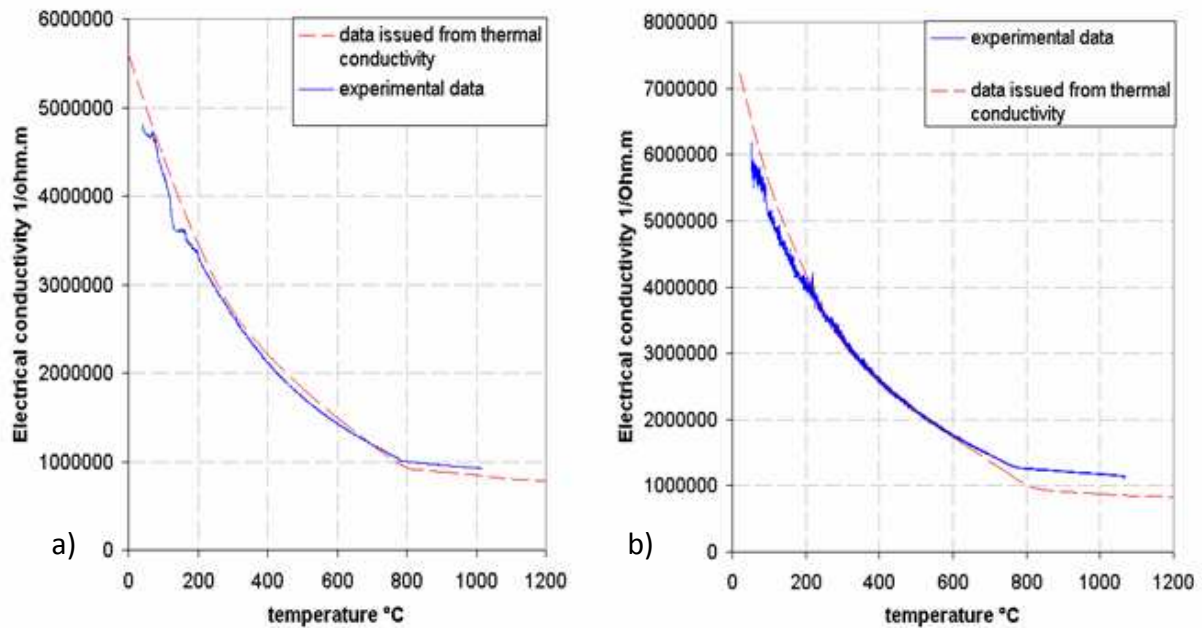 6000000
5000000
4000000
3000000
2000000
1000000
0
Electrical conductivity 1/ohm.m
data issued from thermal
conductivity
experimental data
a)
0 200 400 600 800 1000 1200
temperature °C
8000000
7000000
6000000
5000000
4000000
3000000
2000000
1000000
0
Electrical conductivity 1/Ohm.m
experimental data
data issued from thermal
conductivity
b)
0 200 400 600 800 1000 1200
temperature °C